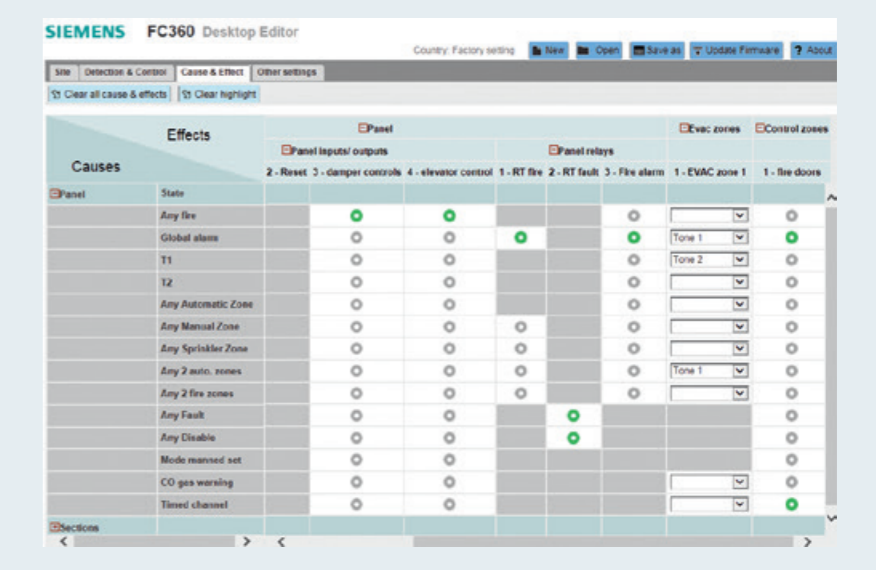 SIEMENS FC360 Desktop Editor
Country: Factory setting New Open Save as Update Firmware ? About
Site Detection & Control Cause & Effect Other settings
Clear all cause & effects Clear highlight
Effects Panel Evac zones Control zones
Panel inputs/ outputs Panel relays
Causes
2 - Reset 3 - damper controls 4 - elevator control 1 - RT fire 2 - RT fault 3 - Fire alarm 1 - EVAC zone 1 1 - fire doors
Panel State
Any fire
Global alarm Tone 1
T1 Tone 2
T2
Any Automatic Zone
Any Manual Zone
Any Sprinkler Zone
Any 2 auto. zones Tone 1
Any 2 fire zones
Any Fault
Any Disable
Mode manned set
CO gas warning
Timed channel
Sections